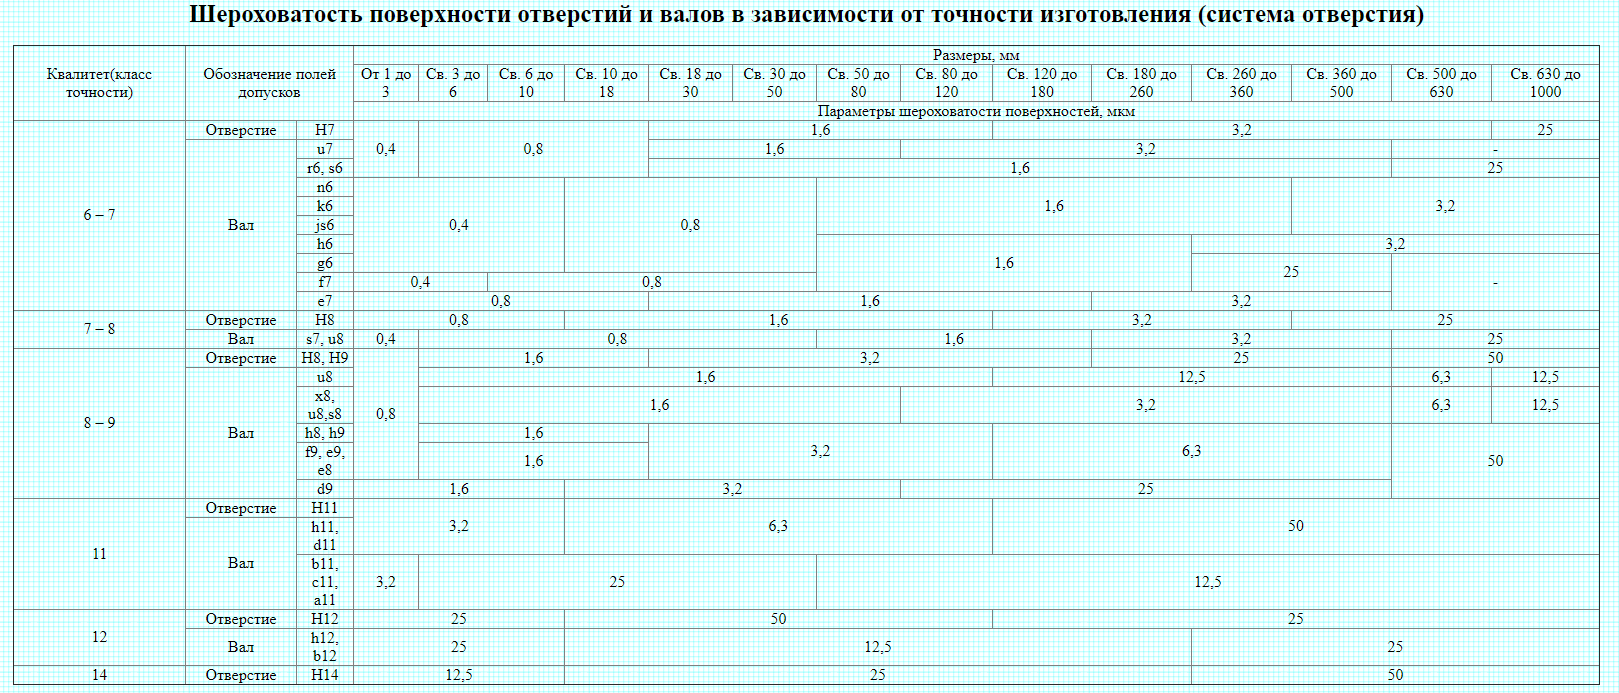 Шероховатость поверхности отверстий и валов в зависимости от точности изготовления (система отверстия)
Квалитет(класс точности) Обозначение полей допусков Размеры, мм
От 1 до 3 Св. 3 до 6 Св. 6 до 10 Св. 10 до 18 Св. 18 до 30 Св. 30 до 50 Св. 50 до 80 Св. 80 до 120 Св. 120 до 180 Св. 180 до 260 Св. 260 до 360 Св. 360 до 500 Св. 500 до 630 Св. 630 до 1000
Параметры шероховатости поверхностей, мкм
6 – 7 Отверстие H7 0,4 0,8 1,6 3,2 25
Вал u7 1,6 3,2 -
r6, s6 1,6 25
n6 0,4 0,8 1,6 3,2
k6
js6
h6 1,6 3,2
g6 25 -
f7 0,4 0,8
e7 0,8 1,6 3,2
7 – 8 Отверстие H8 0,8 1,6 3,2 25
Вал s7, u8 0,4 0,8 1,6 3,2 25
8 – 9 Отверстие H8, H9 0,8 1,6 3,2 25 50
Вал u8 1,6 12,5 6,3 12,5
x8, u8,s8 1,6 3,2 6,3 12,5
h8, h9 1,6 3,2 6,3 50
f9, e9, e8 1,6
d9 1,6 3,2 25
11 Отверстие H11 3,2 6,3 50
Вал h11, d11
b11, c11, a11 3,2 25 12,5
12 Отверстие H12 25 50 25
Вал h12, b12 25 12,5 25
14 Отверстие H14 12,5 25 50